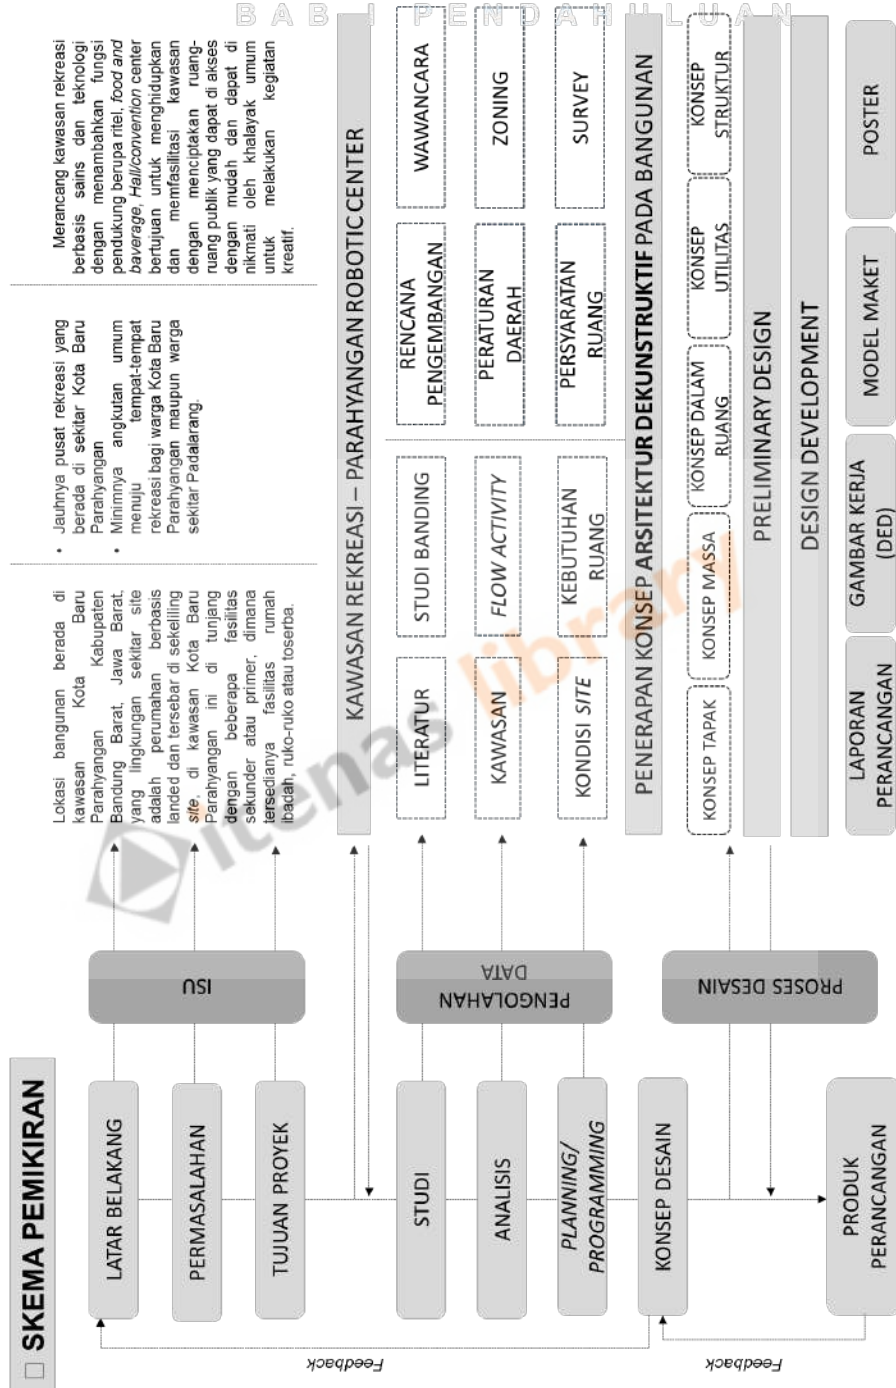 BAB I PENDAHULUAN
SKEMA PEMIKIRAN
LATAR BELAKANG
PERMASALAHAN
TUJUAN PROYEK
STUDI
ANALISIS
PLANNING/
PROGRAMMING
KONSEP DESAIN
PRODUK
PERANCANGAN
Feedback
Feedback
ISU
PENGOLAHAN
DATA
PROSES DESAIN
Lokasi bangunan berada di
kawasan Kota Baru
Parahyangan Kabupaten
Bandung Barat, Jawa Barat,
yang lingkungan sekitar site
adalah perumahan berbasis
landed dan tersebar di sekeliling
site, di kawasan Kota Baru
Parahyangan ini di tunjang
dengan beberapa fasilitas
sekunder atau primer, dimana
tersedianya fasilitas rumah
ibadah, ruko-ruko atau toserba.
• Jauhnya pusat rekreasi yang
berada di sekitar Kota Baru
Parahyangan
• Minimnya angkutan umum
menuju tempat-tempat
rekreasi bagi warga Kota Baru
Parahyangan maupun warga
sekitar Padalarang.
Merancang kawasan rekreasi
berbasis sains dan teknologi
dengan menambahkan fungsi
pendukung berupa ritel, food and
baverage, Hall/convention center
bertujuan untuk menghidupkan
dan memfasilitasi kawasan
dengan menciptakan ruang-
ruang publik yang dapat di akses
dengan mudah dan dapat di
nikmati oleh khalayak umum
untuk melakukan kegiatan
kreatif.
KAWASAN REKREASI – PARAHYANGAN ROBOTIC CENTER
LITERATUR
STUDI BANDING
RENCANA
PENGEMBANGAN
WAWANCARA
KAWASAN
FLOW ACTIVITY
PERATURAN
DAERAH
ZONING
KONDISI SITE
KEBUTUHAN
RUANG
PERSYARATAN
RUANG
SURVEY
PENERAPAN KONSEP ARSITEKTUR DEKUNSTRUKTIF PADA BANGUNAN
KONSEP TAPAK
KONSEP MASSA
KONSEP DALAM
RUANG
KONSEP
UTILITAS
KONSEP
STRUKTUR
PRELIMINARY DESIGN
DESIGN DEVELOPMENT
LAPORAN
PERANCANGAN
GAMBAR KERJA
(DED)
MODEL MAKET
POSTER
itenas library